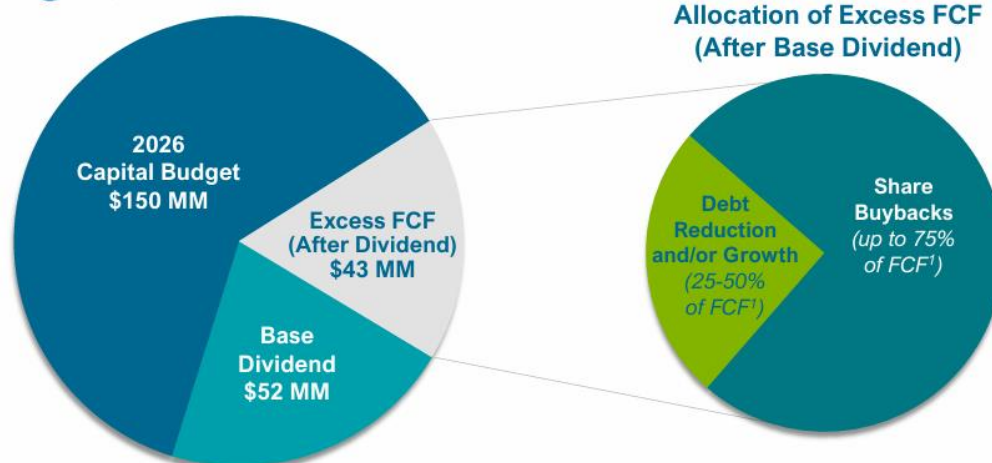 Allocation of Excess FCF
(After Base Dividend)
2026
Capital Budget
$150 MM
Excess FCF
(After Dividend)
$43 MM
Base
Dividend
$52 MM
Debt
Reduction
and/or Growth
(25-50%
of FCF¹)
Share
Buybacks
(up to 75%
of FCF¹)